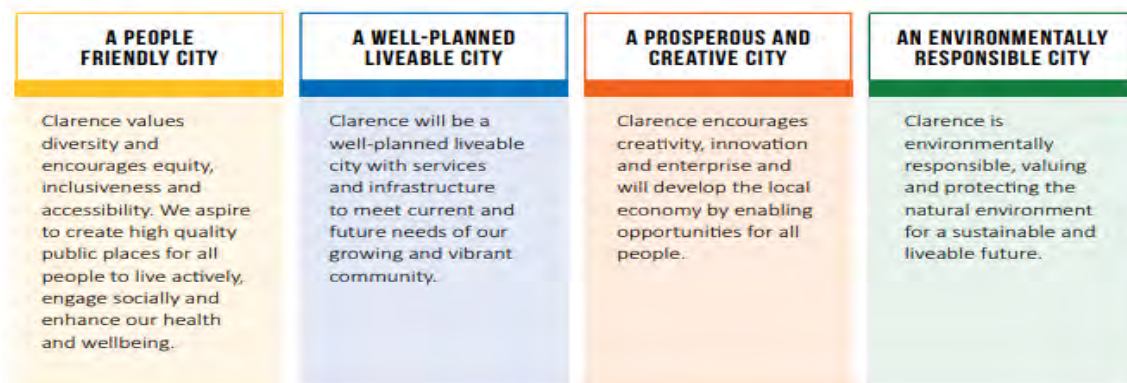 A PEOPLE
FRIENDLY CITY
Clarence values
diversity and
encourages equity,
inclusiveness and
accessibility. We aspire
to create high quality
public places for all
people to live actively,
engage socially and
enhance our health
and wellbeing.
A WELL-PLANNED
LIVEABLE CITY
Clarence will be a
well-planned liveable
city with services
and infrastructure
to meet current and
future needs of our
growing and vibrant
community.
A PROSPEROUS AND
CREATIVE CITY
Clarence encourages
creativity, innovation
and enterprise and
will develop the local
economy by enabling
opportunities for all
people.
AN ENVIRONMENTALLY
RESPONSIBLE CITY
Clarence is
environmentally
responsible, valuing
and protecting the
natural environment
for a sustainable and
liveable future.